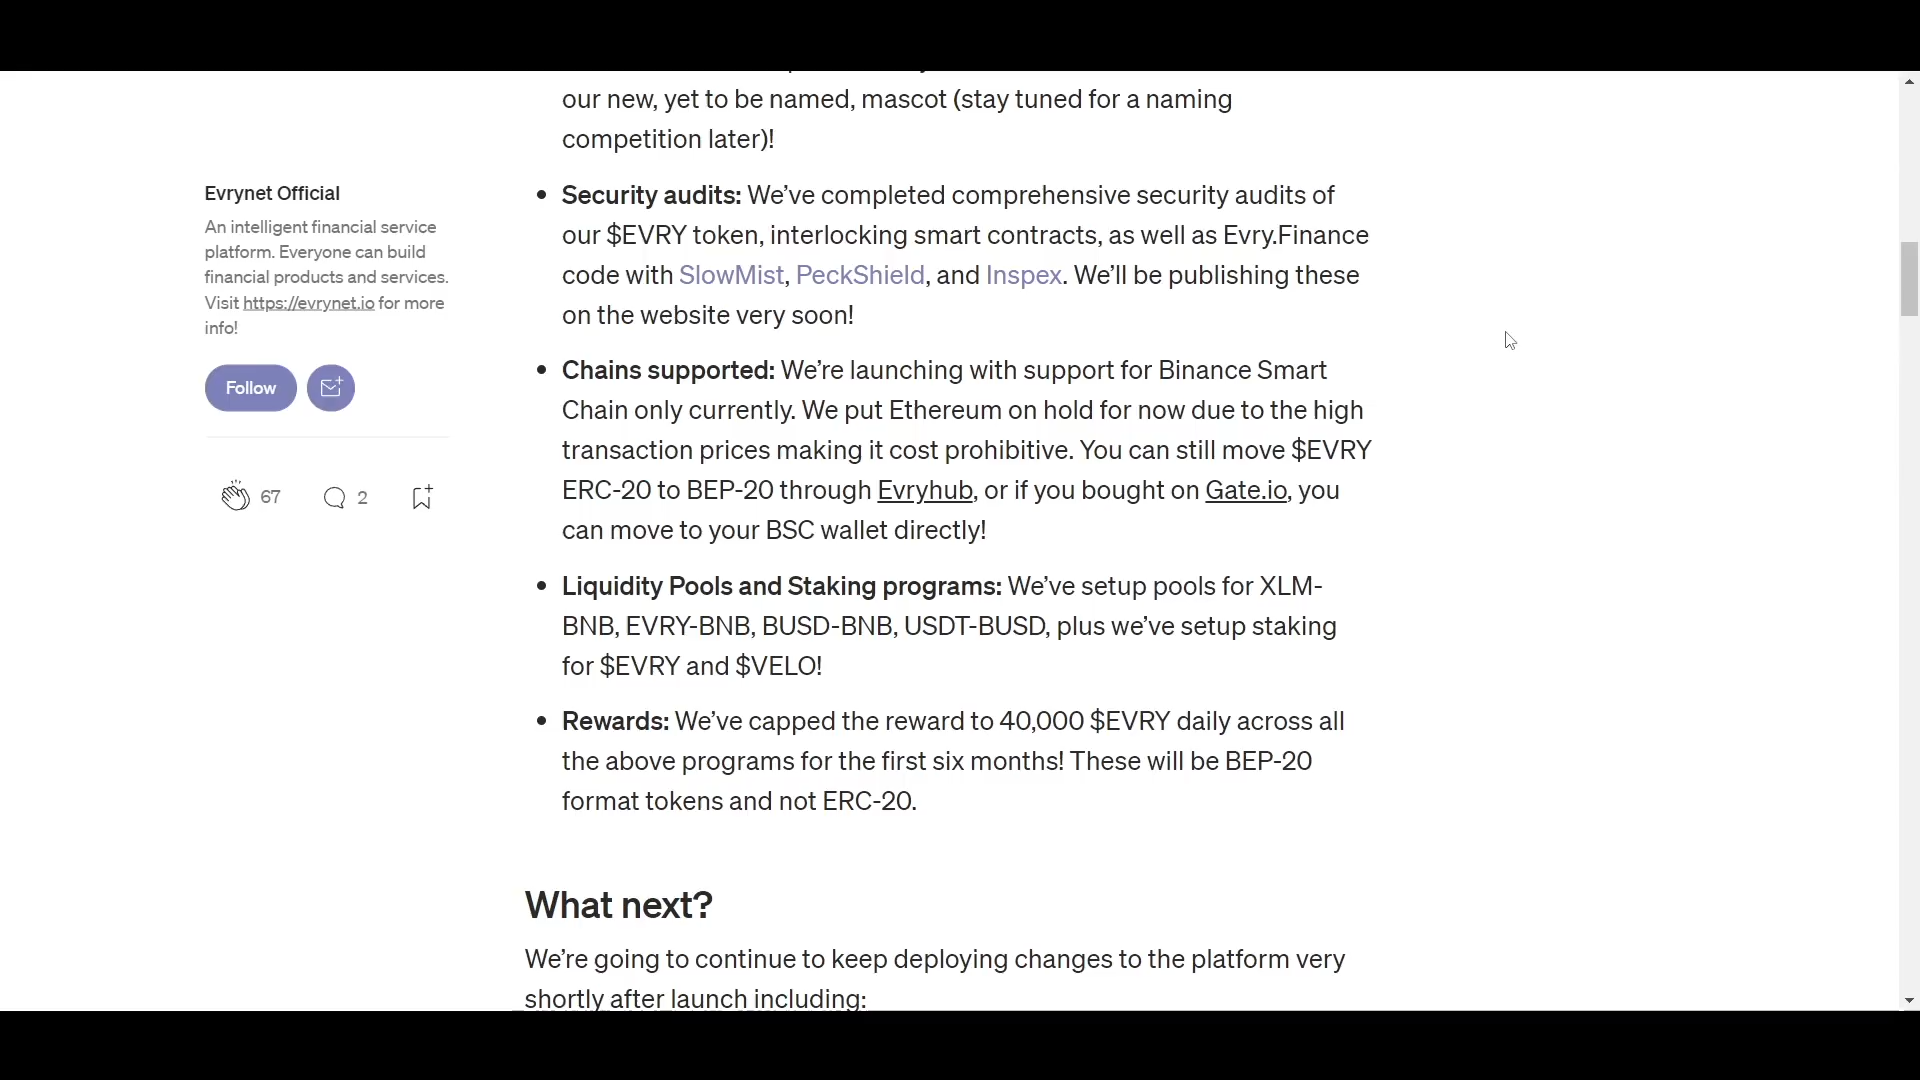 our new, yet to be named, mascot (stay tuned for a naming
competition later)!
Evrynet Official
An intelligent financial service
platform. Everyone can build
financial products and services.
Visit https://evrynet.io for more
info!
Follow
67
2
• Security audits: We’ve completed comprehensive security audits of
our $EVRY token, interlocking smart contracts, as well as Evry.Finance
code with SlowMist, PeckShield, and Inspex. We’ll be publishing these
on the website very soon!
• Chains supported: We’re launching with support for Binance Smart
Chain only currently. We put Ethereum on hold for now due to the high
transaction prices making it cost prohibitive. You can still move $EVRY
ERC-20 to BEP-20 through Evryhub, or if you bought on Gate.io, you
can move to your BSC wallet directly!
• Liquidity Pools and Staking programs: We’ve setup pools for XLM-
BNB, EVRY-BNB, BUSD-BNB, USDT-BUSD, plus we’ve setup staking
for $EVRY and $VELO!
• Rewards: We’ve capped the reward to 40,000 $EVRY daily across all
the above programs for the first six months! These will be BEP-20
format tokens and not ERC-20.
What next?
We’re going to continue to keep deploying changes to the platform very
shortly after launch including: